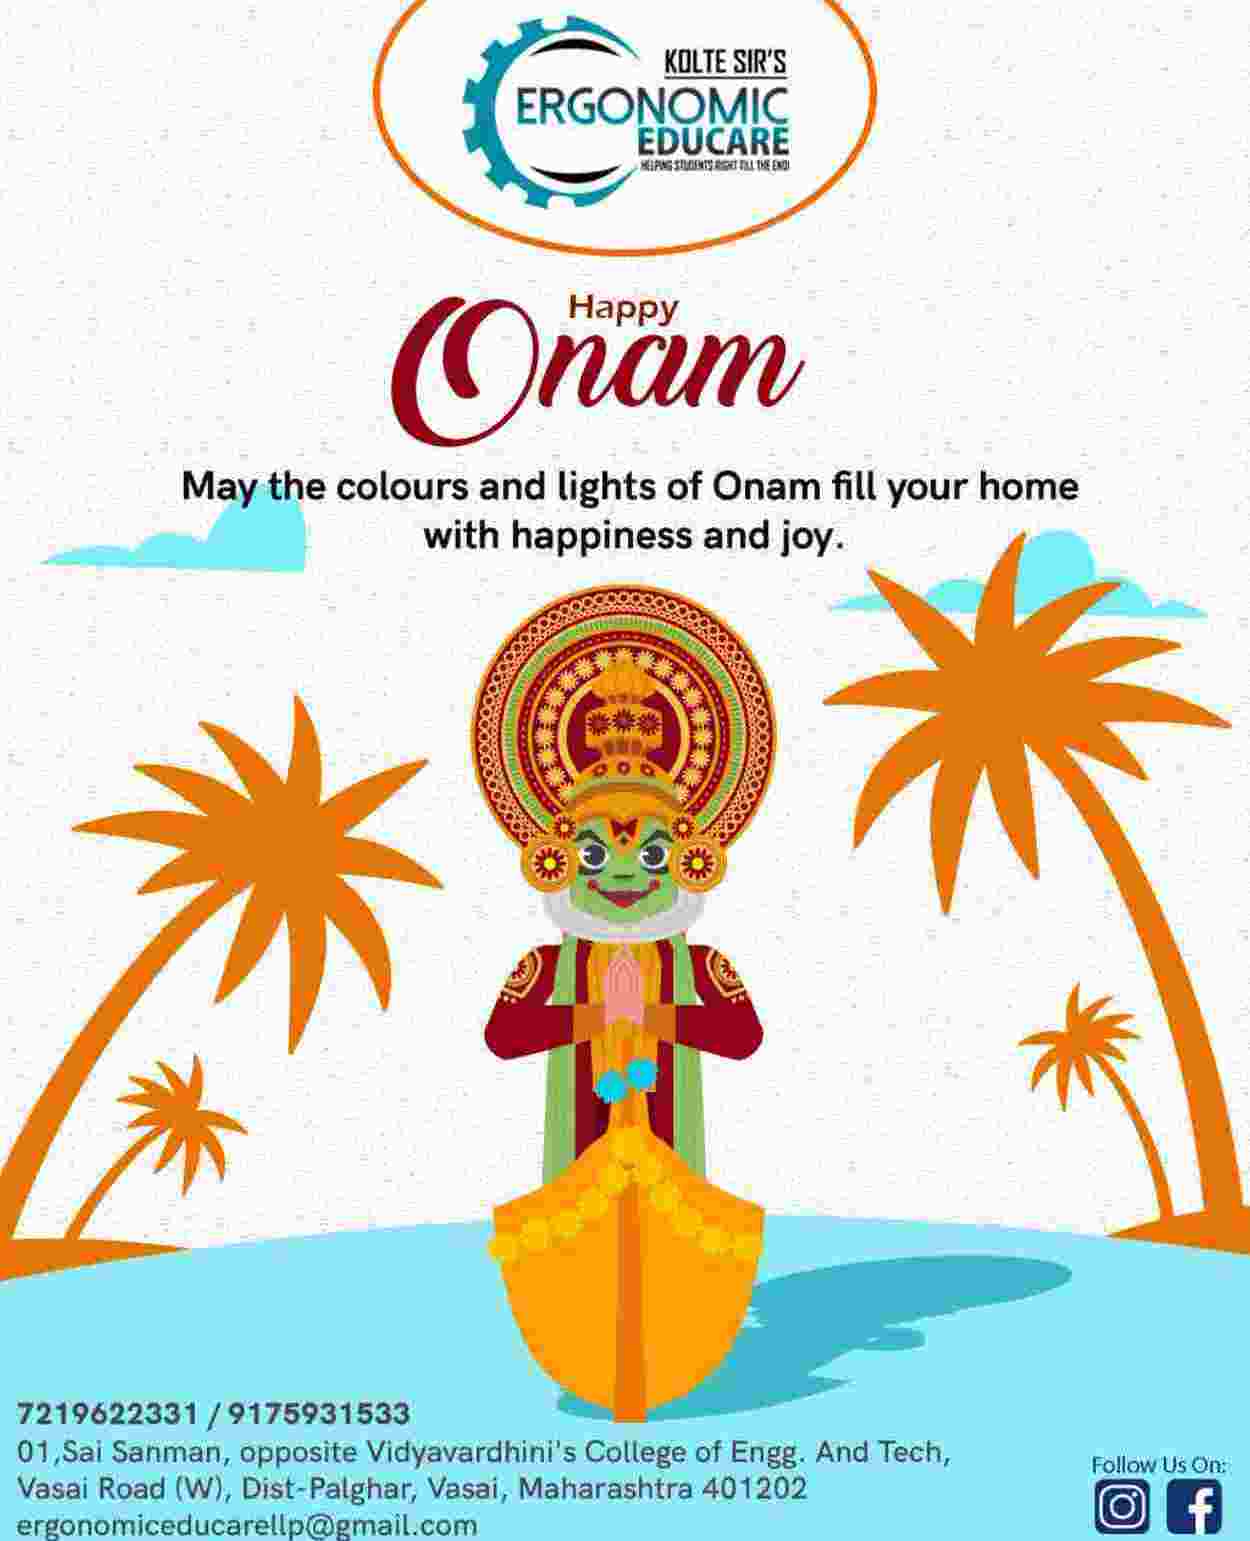 KOLTE SIR'S
ERGONOMIC
EDUCARE
HELPING STUDENTS RIGHT TILL THE END!
Happy
Onam
May the colours and lights of Onam fill your home
with happiness and joy.
7219622331 / 9175931533
01,Sai Sanman, opposite Vidyavardhini's College of Engg. And Tech,
Vasai Road (W), Dist-Palghar, Vasai, Maharashtra 401202
ergonomiceducarellp@gmail.com
Follow Us On: